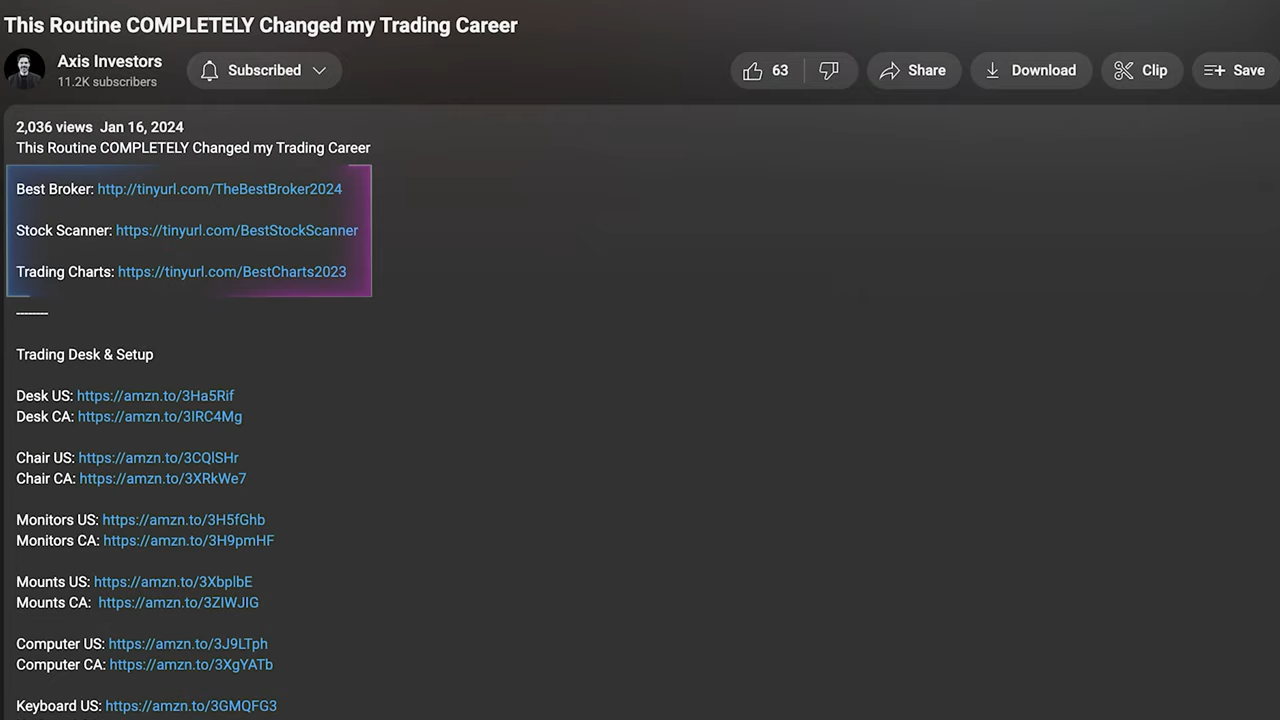 This Routine COMPLETELY Changed my Trading Career
Axis Investors
11.2K subscribers
Subscribed
63
Share
Download
Clip
Save
2,036 views Jan 16, 2024
This Routine COMPLETELY Changed my Trading Career
Best Broker: http://tinyurl.com/TheBestBroker2024
Stock Scanner: https://tinyurl.com/BestStockScanner
Trading Charts: https://tinyurl.com/BestCharts2023
--------
Trading Desk & Setup
Desk US: https://amzn.to/3Ha5Rif
Desk CA: https://amzn.to/3IRC4Mg
Chair US: https://amzn.to/3CQlSHr
Chair CA: https://amzn.to/3XRkWe7
Monitors US: https://amzn.to/3H5fGhb
Monitors CA: https://amzn.to/3H9pmHF
Mounts US: https://amzn.to/3XbplbE
Mounts CA: https://amzn.to/3ZIWJIG
Computer US: https://amzn.to/3J9LTph
Computer CA: https://amzn.to/3XgYATb
Keyboard US: https://amzn.to/3GMQFG3